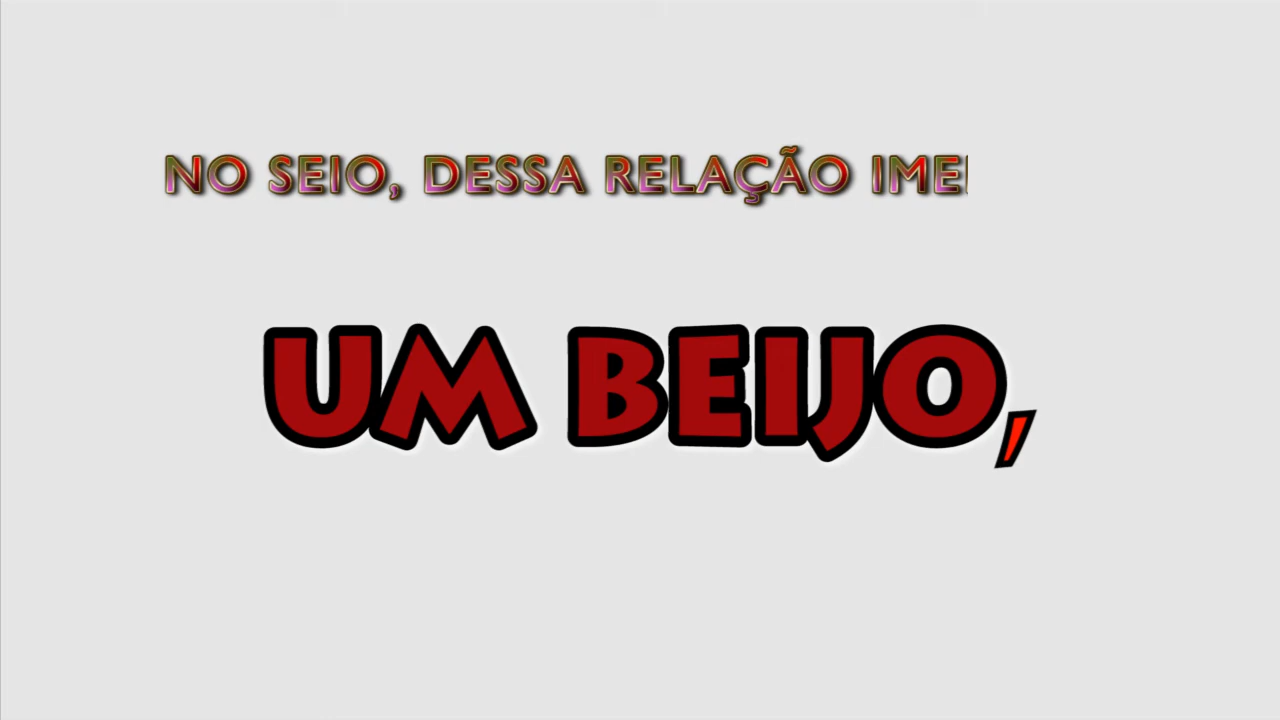 NO SEIO, DESSA RELAÇÃO
UM BEIJO,